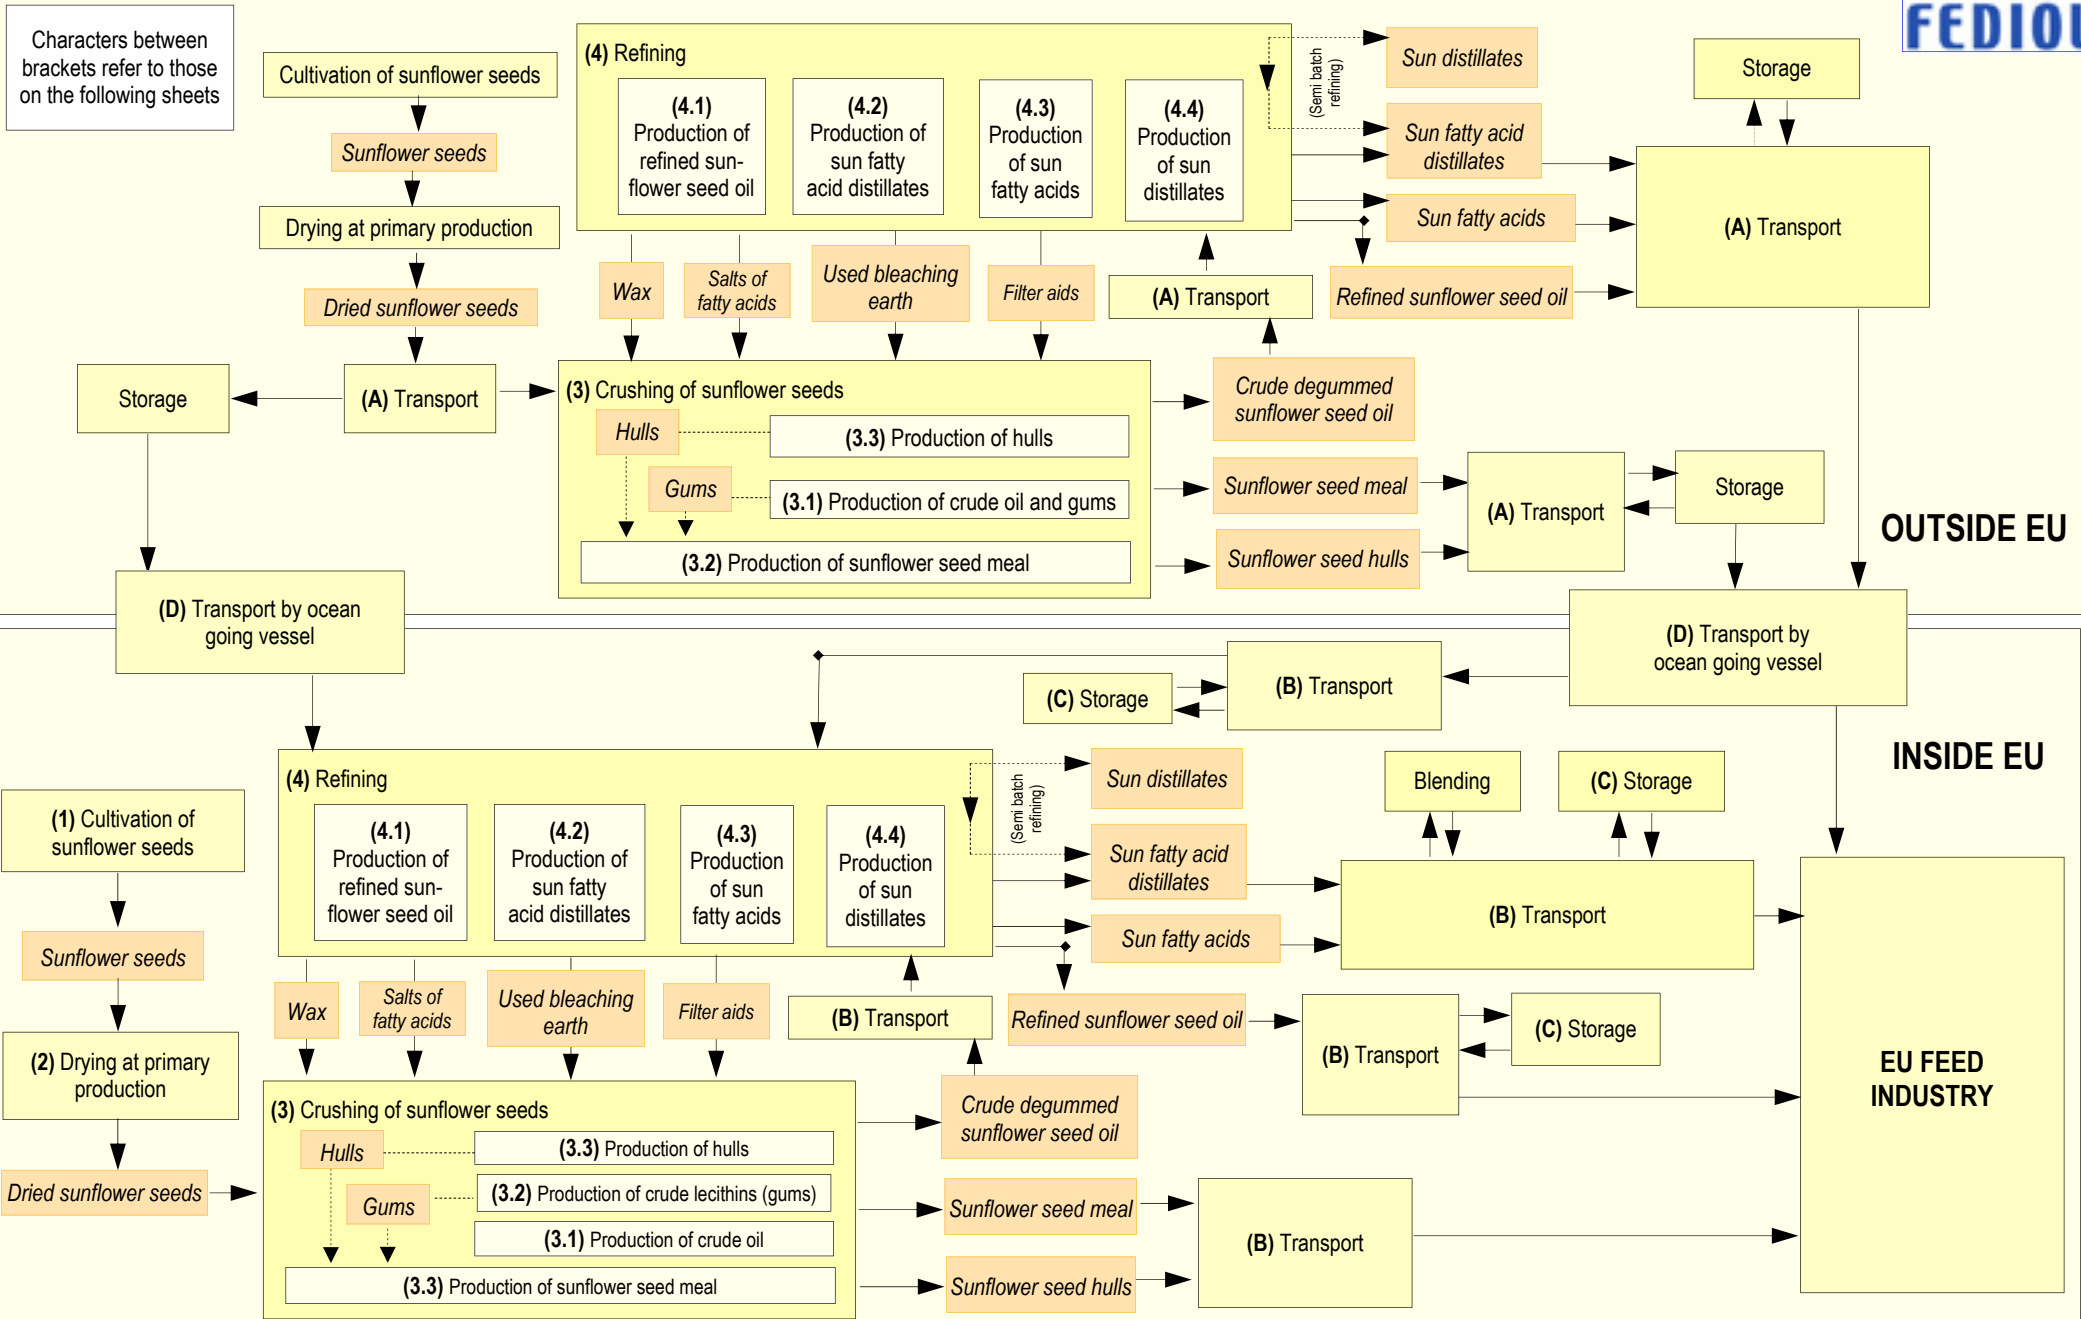 Characters between
brackets refer to those
on the following sheets
FEDIOL
Cultivation of sunflower seeds
Sunflower seeds
Drying at primary production
Dried sunflower seeds
Storage
(A) Transport
(4) Refining
(4.1)
Production of
refined sun-
flower seed oil
(4.2)
Production of
sun fatty
acid distillates
(4.3)
Production
of sun
fatty acids
(4.4)
Production
of sun
distillates
(Semi batch
refining)
Sun distillates
Sun fatty acid
distillates
Sun fatty acids
Refined sunflower seed oil
Storage
(A) Transport
Wax
Salts of
fatty acids
Used bleaching
earth
Filter aids
(A) Transport
(3) Crushing of sunflower seeds
Hulls
(3.3) Production of hulls
Gums
(3.1) Production of crude oil and gums
(3.2) Production of sunflower seed meal
Crude degummed
sunflower seed oil
Sunflower seed meal
Sunflower seed hulls
(A) Transport
Storage
OUTSIDE EU
(D) Transport by ocean
going vessel
(D) Transport by
ocean going vessel
(B) Transport
(C) Storage
INSIDE EU
(1) Cultivation of
sunflower seeds
Sunflower seeds
(2) Drying at primary
production
Dried sunflower seeds
(4) Refining
(4.1)
Production of
refined sun-
flower seed oil
(4.2)
Production of
sun fatty
acid distillates
(4.3)
Production
of sun
fatty acids
(4.4)
Production
of sun
distillates
(Semi batch
refining)
Sun distillates
Sun fatty acid
distillates
Sun fatty acids
Refined sunflower seed oil
Blending
(C) Storage
(B) Transport
(B) Transport
(C) Storage
Wax
Salts of
fatty acids
Used bleaching
earth
Filter aids
(B) Transport
(3) Crushing of sunflower seeds
Hulls
(3.3) Production of hulls
(3.2) Production of crude lecithins (gums)
Gums
(3.1) Production of crude oil
(3.3) Production of sunflower seed meal
Crude degummed
sunflower seed oil
Sunflower seed meal
Sunflower seed hulls
(B) Transport
EU FEED
INDUSTRY